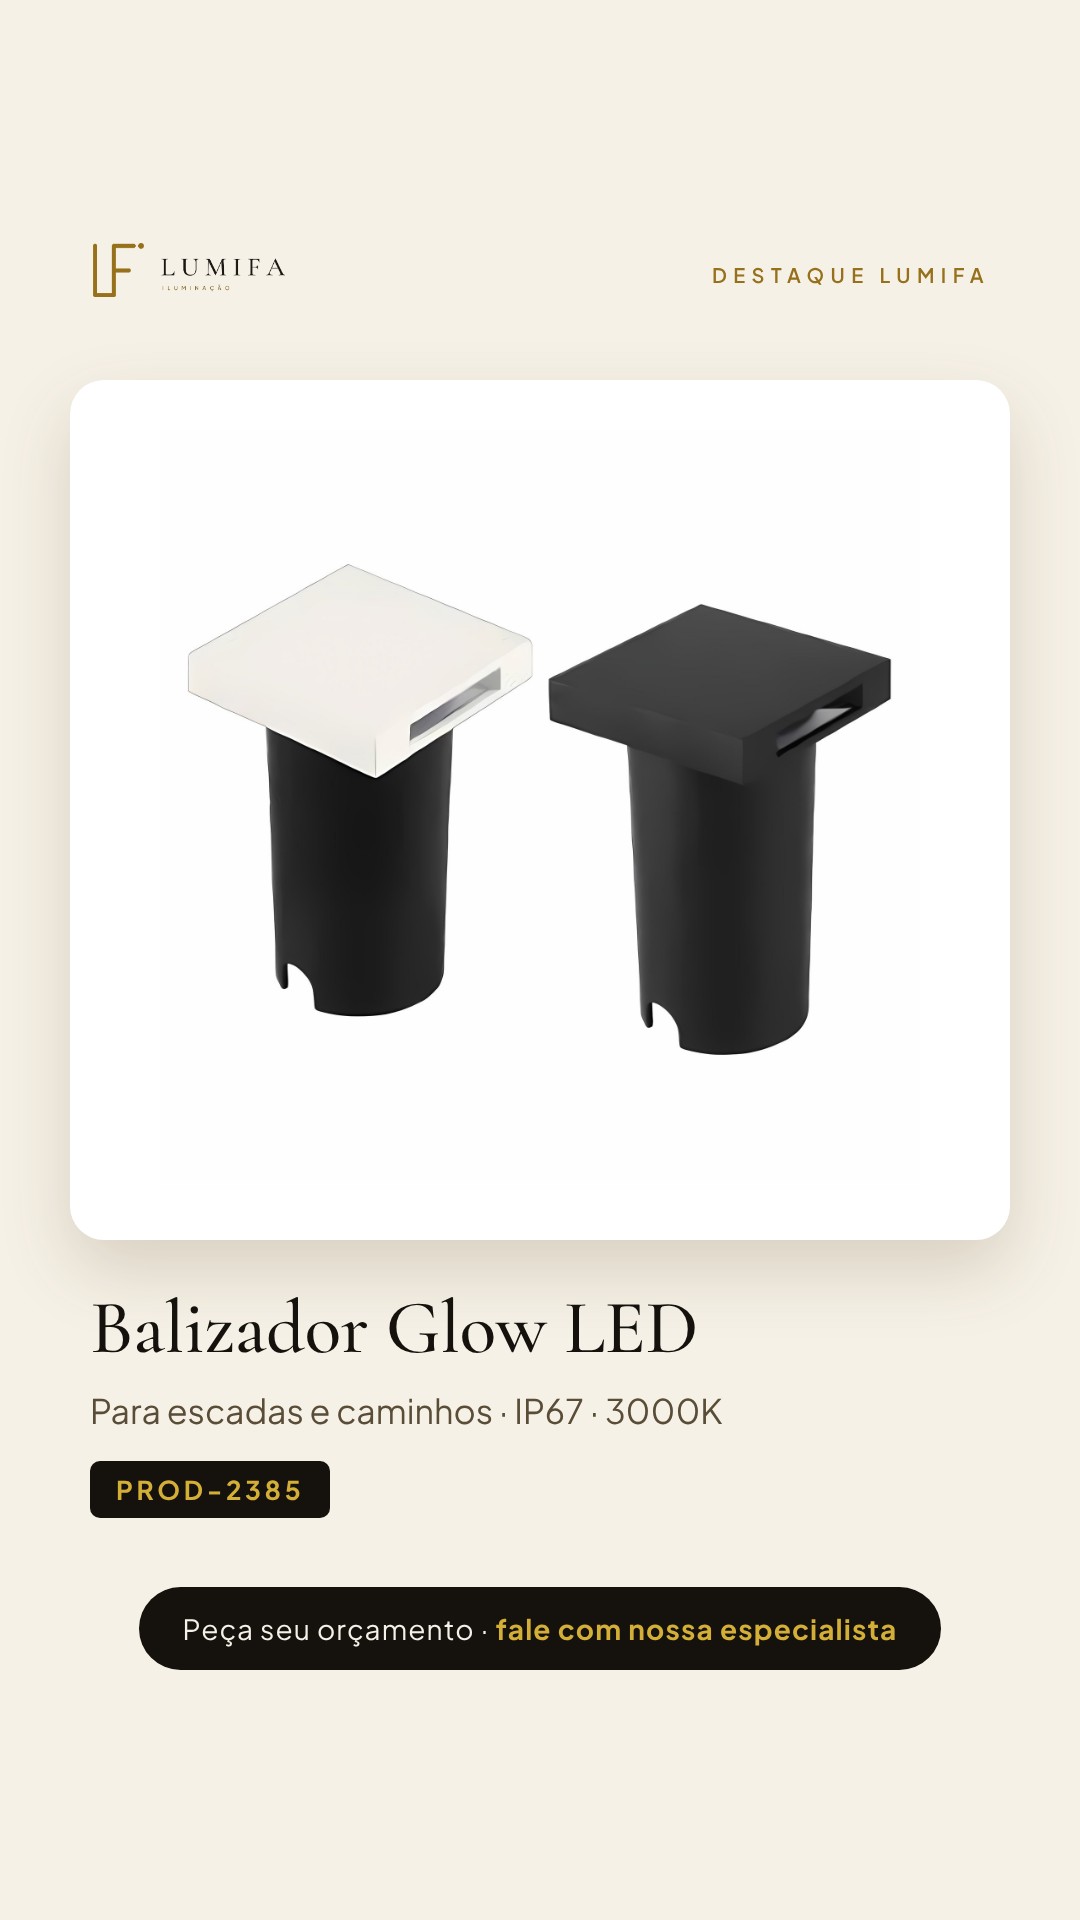 LUMIFA
ILUMINAÇÃO
DESTAQUE LUMIFA
Balizador Glow LED
Para escadas e caminhos · IP67 · 3000K
PROD-2385
Peça seu orçamento · fale com nossa especialista